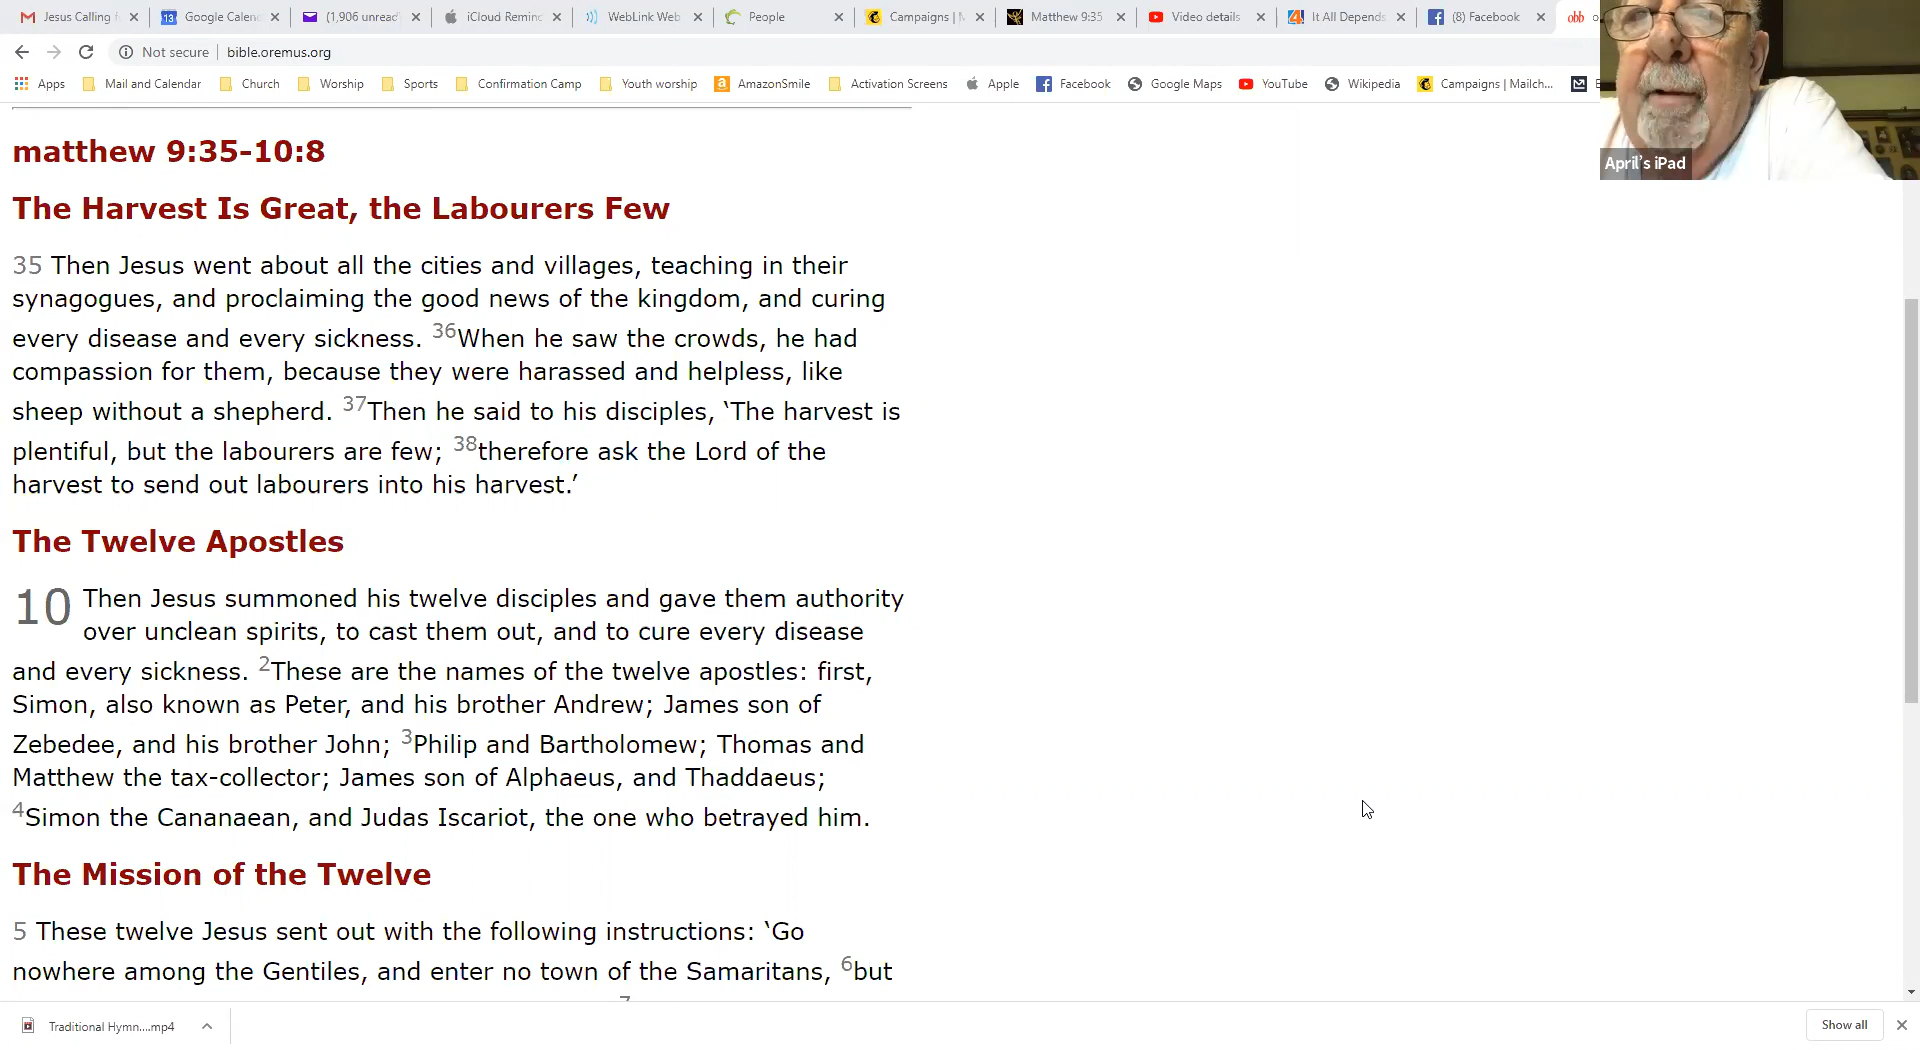 Jesus Calling f
Google Calen
(1,906 unread
iCloud Remin
WebLink Web
People
Campaigns | M
Matthew 9:35
Video details
It All Depends
(8) Facebook
obb
Not secure | bible.oremus.org
Apps
Mail and Calendar
Church
Worship
Sports
Confirmation Camp
Youth worship
AmazonSmile
Activation Screens
Apple
Facebook
Google Maps
YouTube
Wikipedia
Campaigns | Mailch...
April's iPad
matthew 9:35-10:8
The Harvest Is Great, the Labourers Few
35 Then Jesus went about all the cities and villages, teaching in their
synagogues, and proclaiming the good news of the kingdom, and curing
every disease and every sickness. 36When he saw the crowds, he had
compassion for them, because they were harassed and helpless, like
sheep without a shepherd. 37Then he said to his disciples, ‘The harvest is
plentiful, but the labourers are few; 38therefore ask the Lord of the
harvest to send out labourers into his harvest.’
The Twelve Apostles
10 Then Jesus summoned his twelve disciples and gave them authority
over unclean spirits, to cast them out, and to cure every disease
and every sickness. 2These are the names of the twelve apostles: first,
Simon, also known as Peter, and his brother Andrew; James son of
Zebedee, and his brother John; 3Philip and Bartholomew; Thomas and
Matthew the tax-collector; James son of Alphaeus, and Thaddaeus;
4Simon the Cananaean, and Judas Iscariot, the one who betrayed him.
The Mission of the Twelve
5 These twelve Jesus sent out with the following instructions: ‘Go
nowhere among the Gentiles, and enter no town of the Samaritans, 6but
Traditional Hymn....mp4
Show all